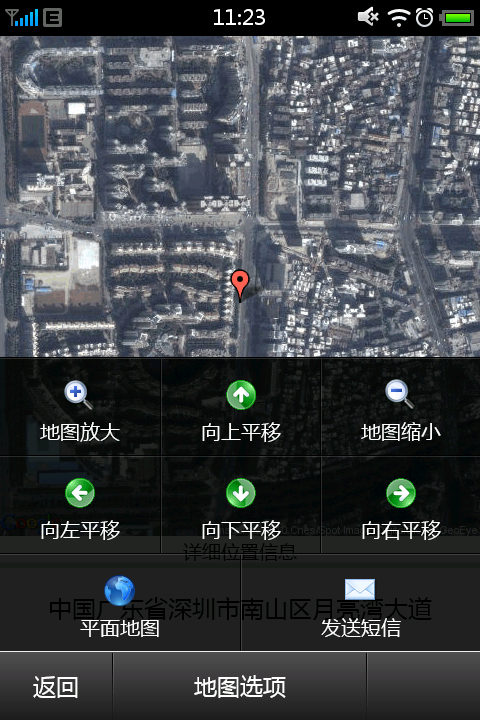 11:23
地图放大
向上平移
地图缩小
向左平移
向下平移
向右平移
详细位置信息
中国广东省深圳市南山区月亮湾大道
平面地图
发送短信
返回
地图选项